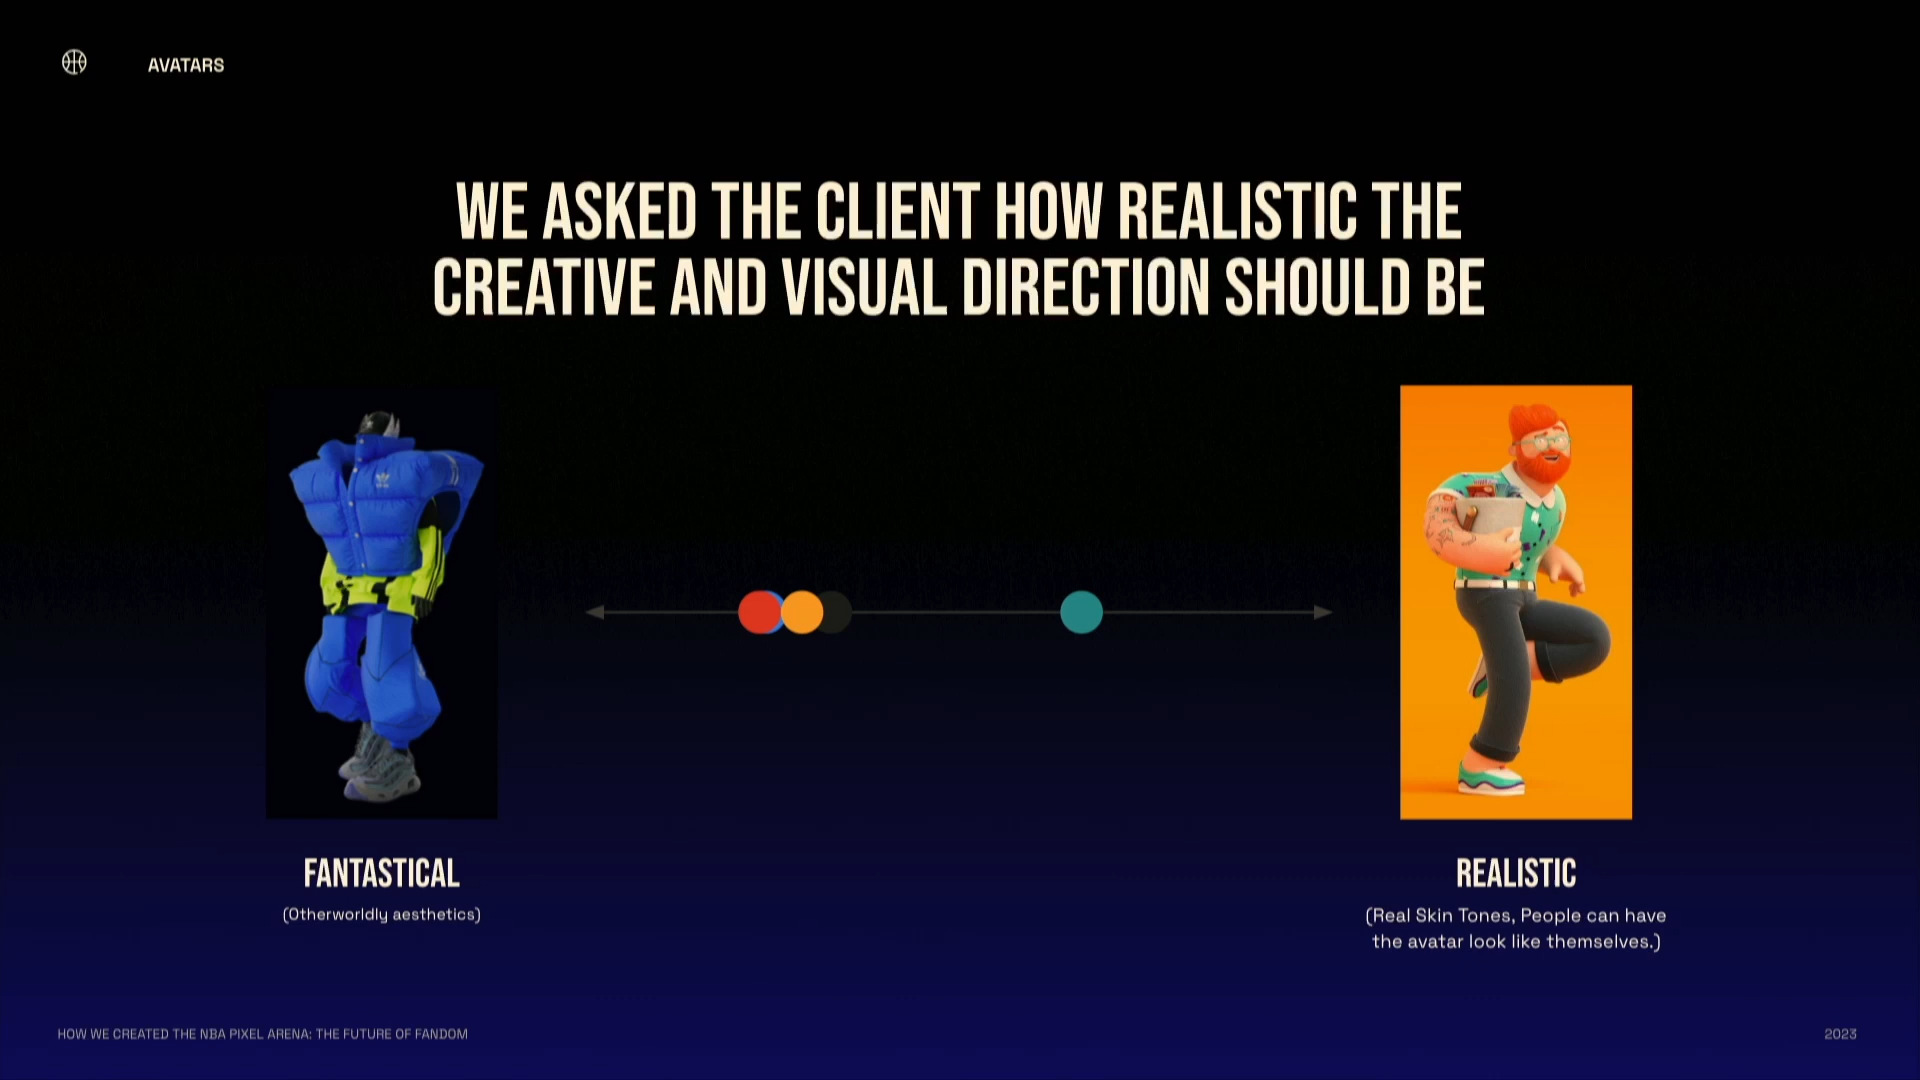 AVATARS
WE ASKED THE CLIENT HOW REALISTIC THE
CREATIVE AND VISUAL DIRECTION SHOULD BE
FANTASTICAL
(Otherworldly aesthetics)
REALISTIC
(Real Skin Tones, People can have
the avatar look like themselves.)
HOW WE CREATED THE NBA PIXEL ARENA: THE FUTURE OF FANDOM
2023